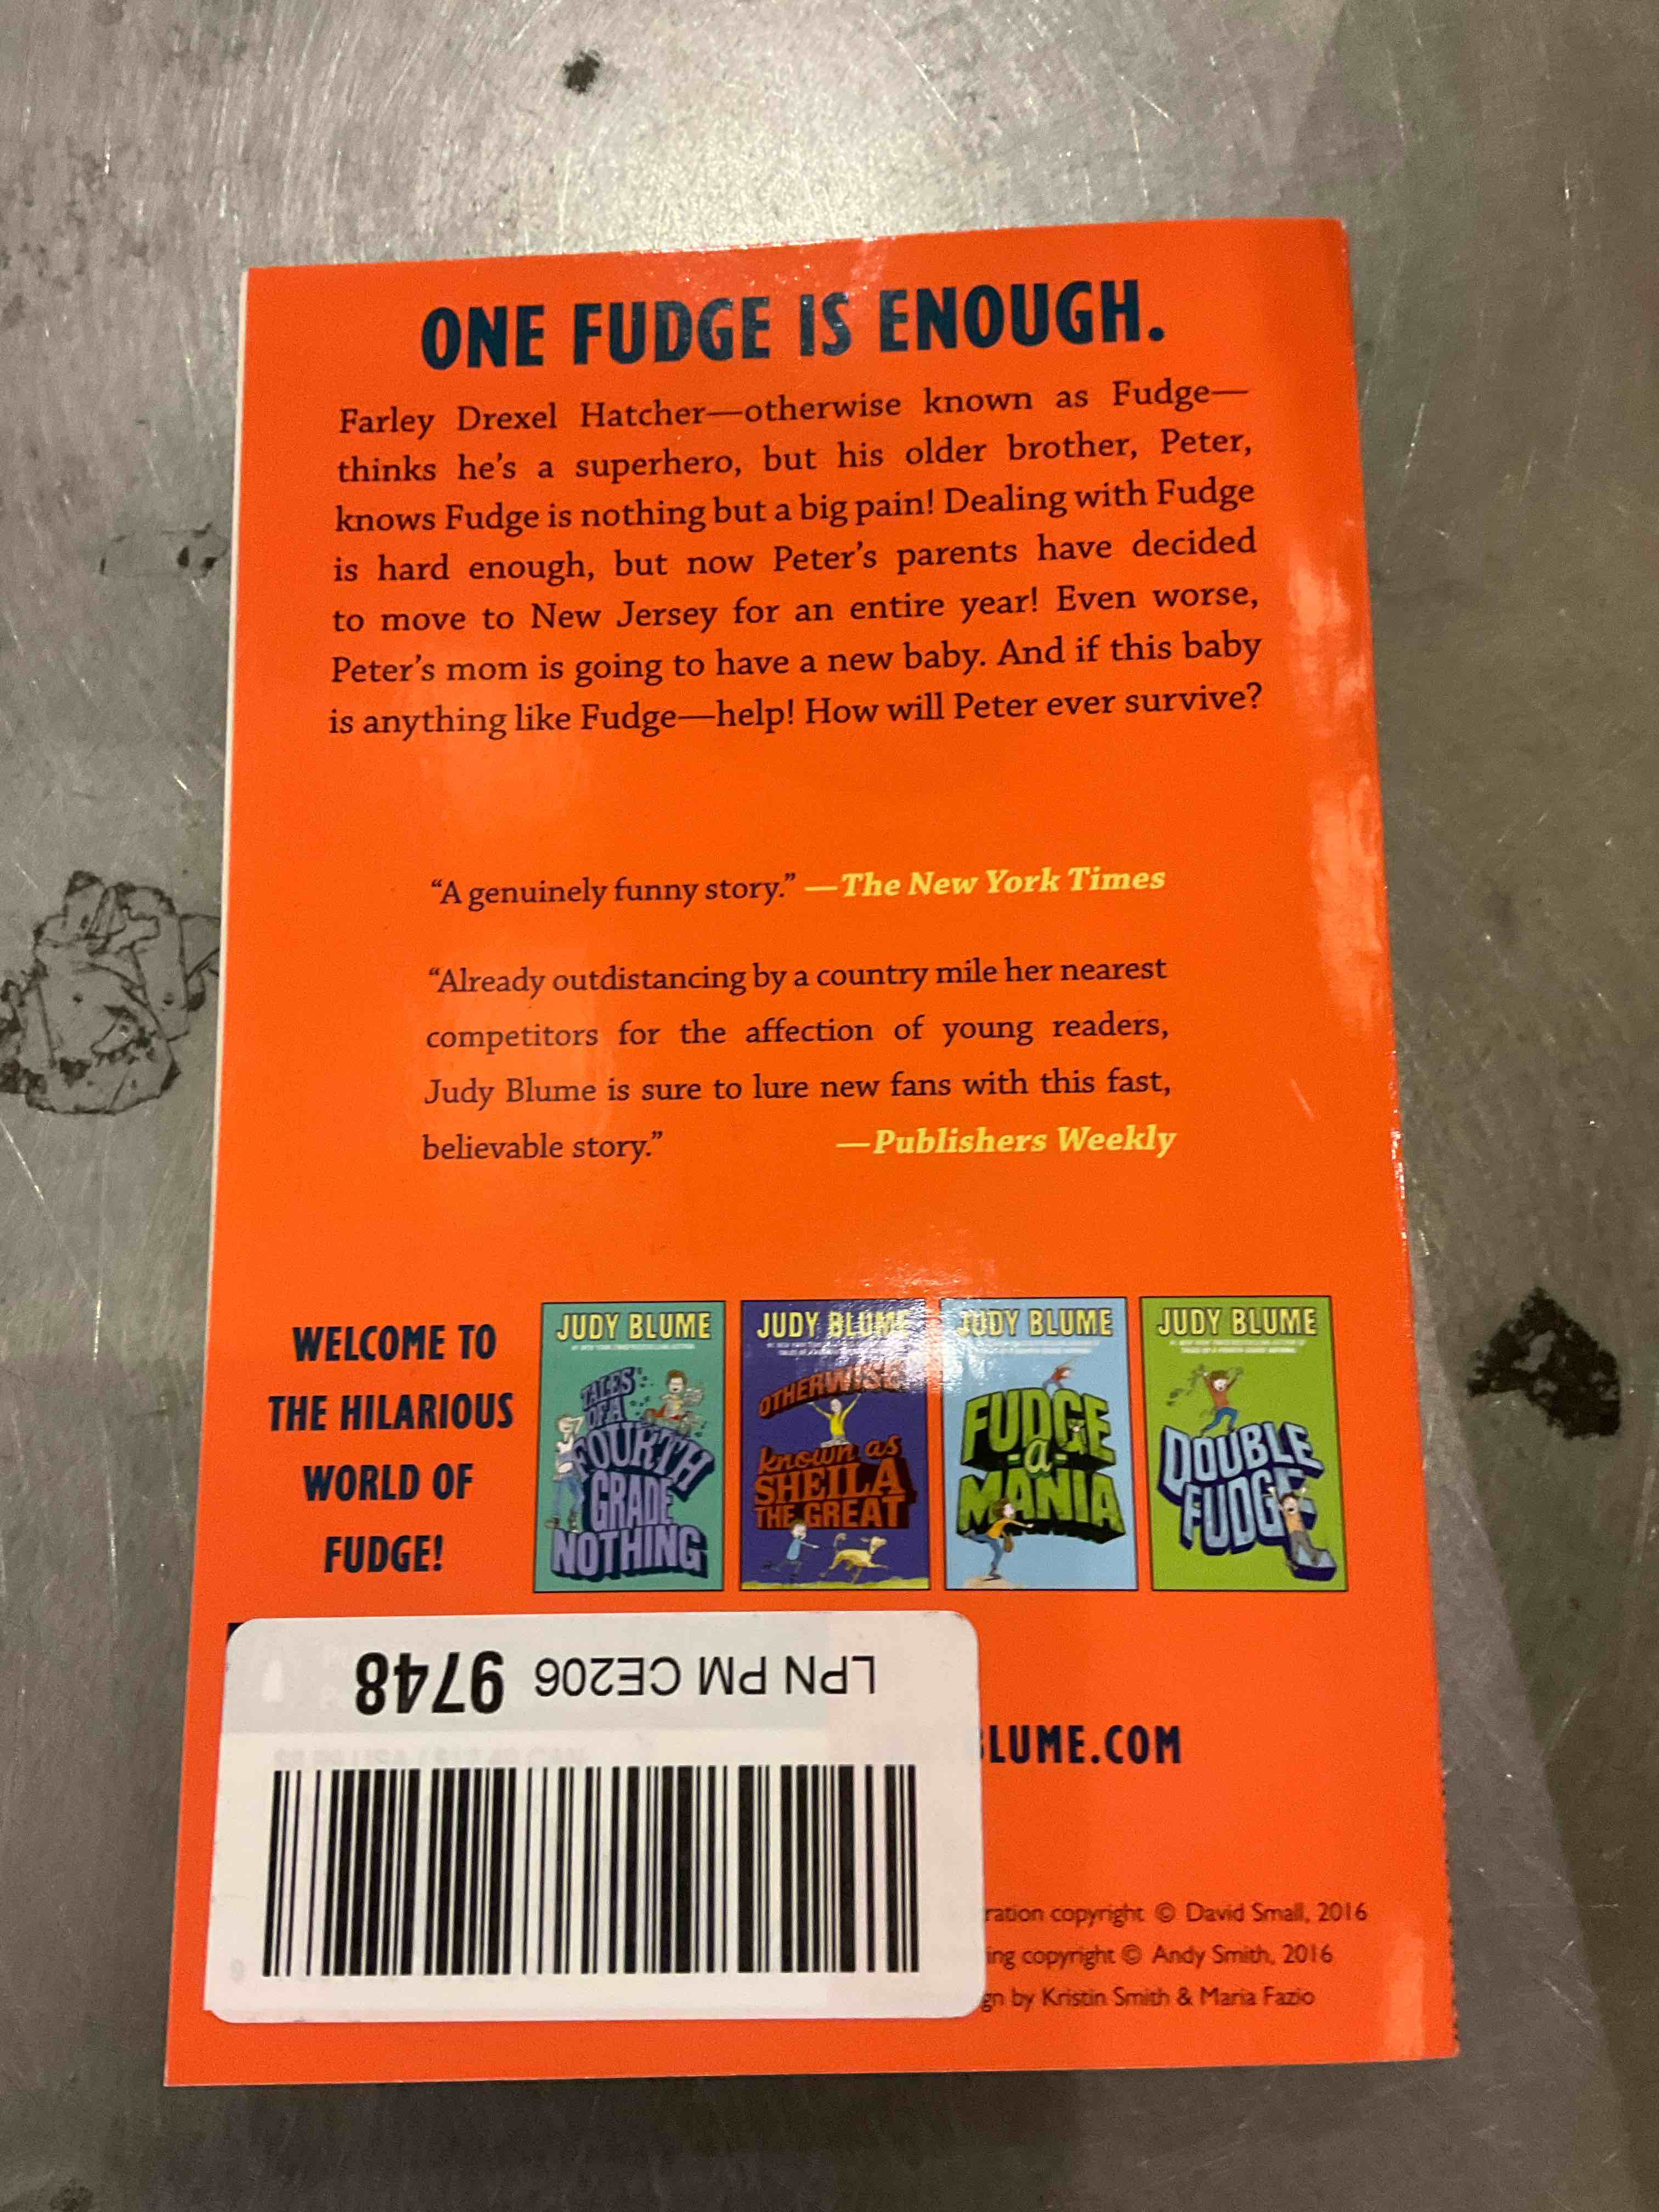 ONE FUDGE IS ENOUGH.
Farley Drexel Hatcher—otherwise known as Fudge—
thinks he's a superhero, but his older brother, Peter,
knows Fudge is nothing but a big pain! Dealing with Fudge
is hard enough, but now Peter's parents have decided
to move to New Jersey for an entire year! Even worse,
Peter's mom is going to have a new baby. And if this baby
is anything like Fudge—help! How will Peter ever survive?
“A genuinely funny story.” —The New York Times
“Already outdistancing by a country mile her nearest
competitors for the affection of young readers,
Judy Blume is sure to lure new fans with this fast,
believable story.” —Publishers Weekly
WELCOME TO
THE HILARIOUS
WORLD OF
FUDGE!
JUDY BLUME
TALES
OF A
FOURTH
GRADE
NOTHING
JUDY BLUME
OTHERWISE
known as
SHEILA
THE GREAT
JUDY BLUME
FUDGE
-a-
MANIA
JUDY BLUME
DOUBLE
FUDGE
LPN PM CE206 9748
BLUME.COM
ration copyright © David Small, 2016
ing copyright © Andy Smith, 2016
gn by Kristin Smith & Maria Fazio